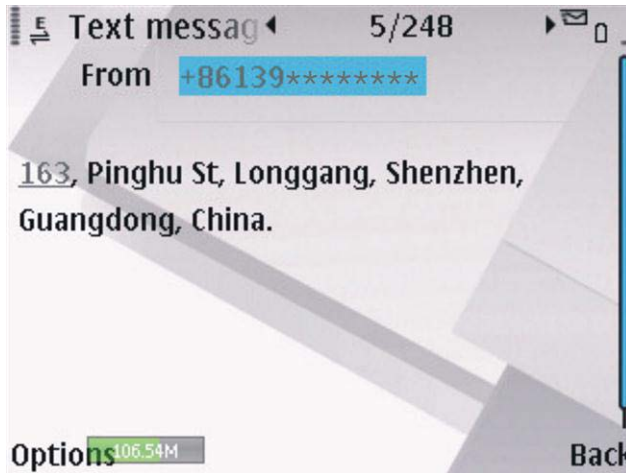 E Text messag 5/248
From +86139********
163, Pinghu St, Longgang, Shenzhen,
Guangdong, China.
106.54M
Options Back